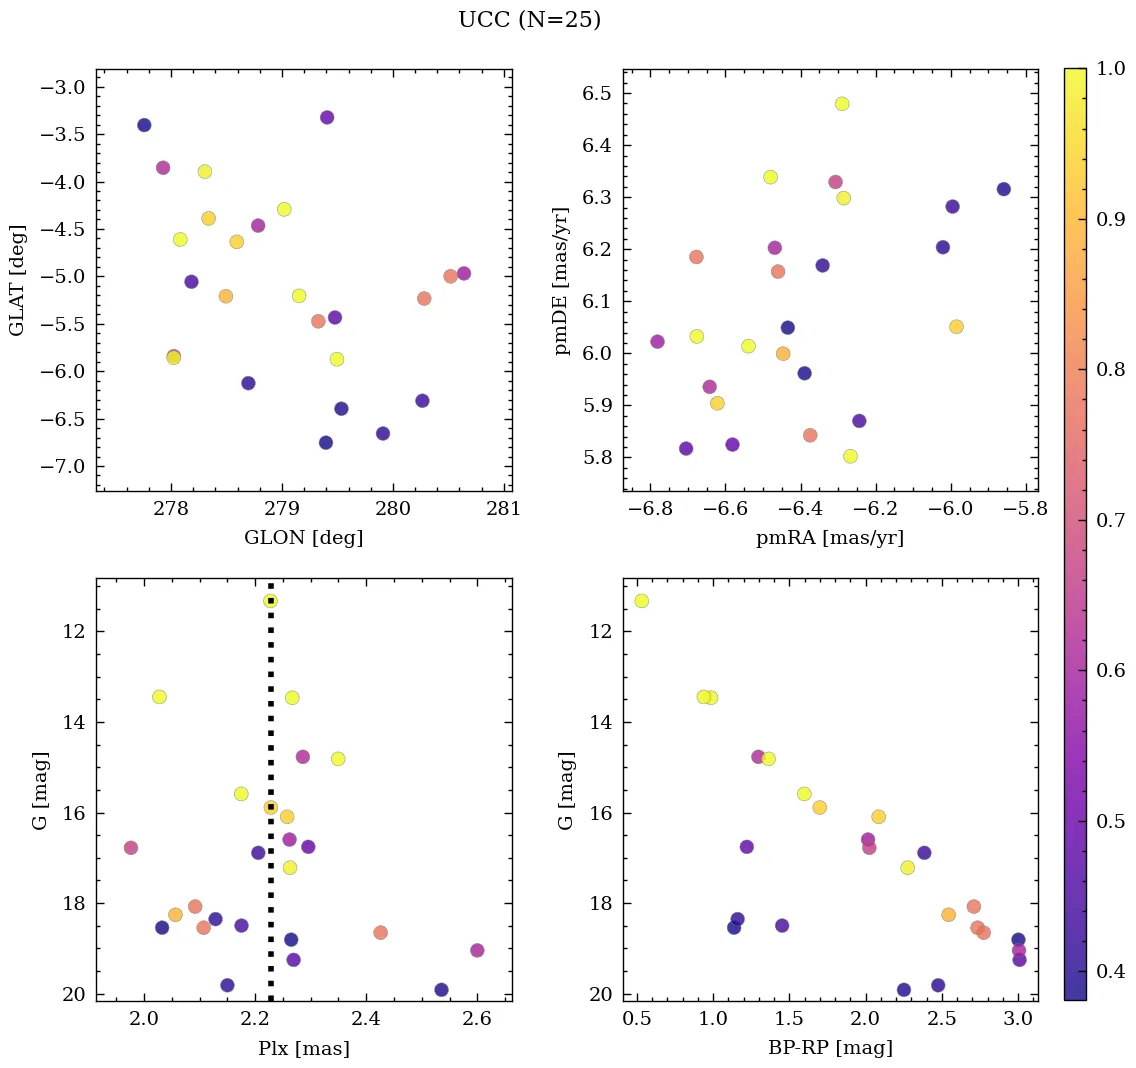 UCC (N=25)
−3.0
−3.5
−4.0
−4.5
−5.0
−5.5
−6.0
−6.5
−7.0
GLAT [deg]
278 279 280 281
GLON [deg]
6.5
6.4
6.3
6.2
6.1
6.0
5.9
5.8
pmDE [mas/yr]
−6.8 −6.6 −6.4 −6.2 −6.0 −5.8
pmRA [mas/yr]
12
14
16
18
20
G [mag]
2.0 2.2 2.4 2.6
Plx [mas]
12
14
16
18
20
G [mag]
0.5 1.0 1.5 2.0 2.5 3.0
BP-RP [mag]
1.0
0.9
0.8
0.7
0.6
0.5
0.4